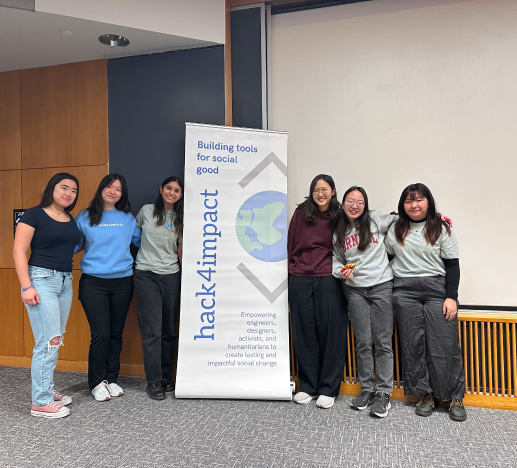 Building tools
for social
good
hack4impact
Empowering
engineers,
designers,
activists, and
humanitarians to
create lasting and
impactful social change